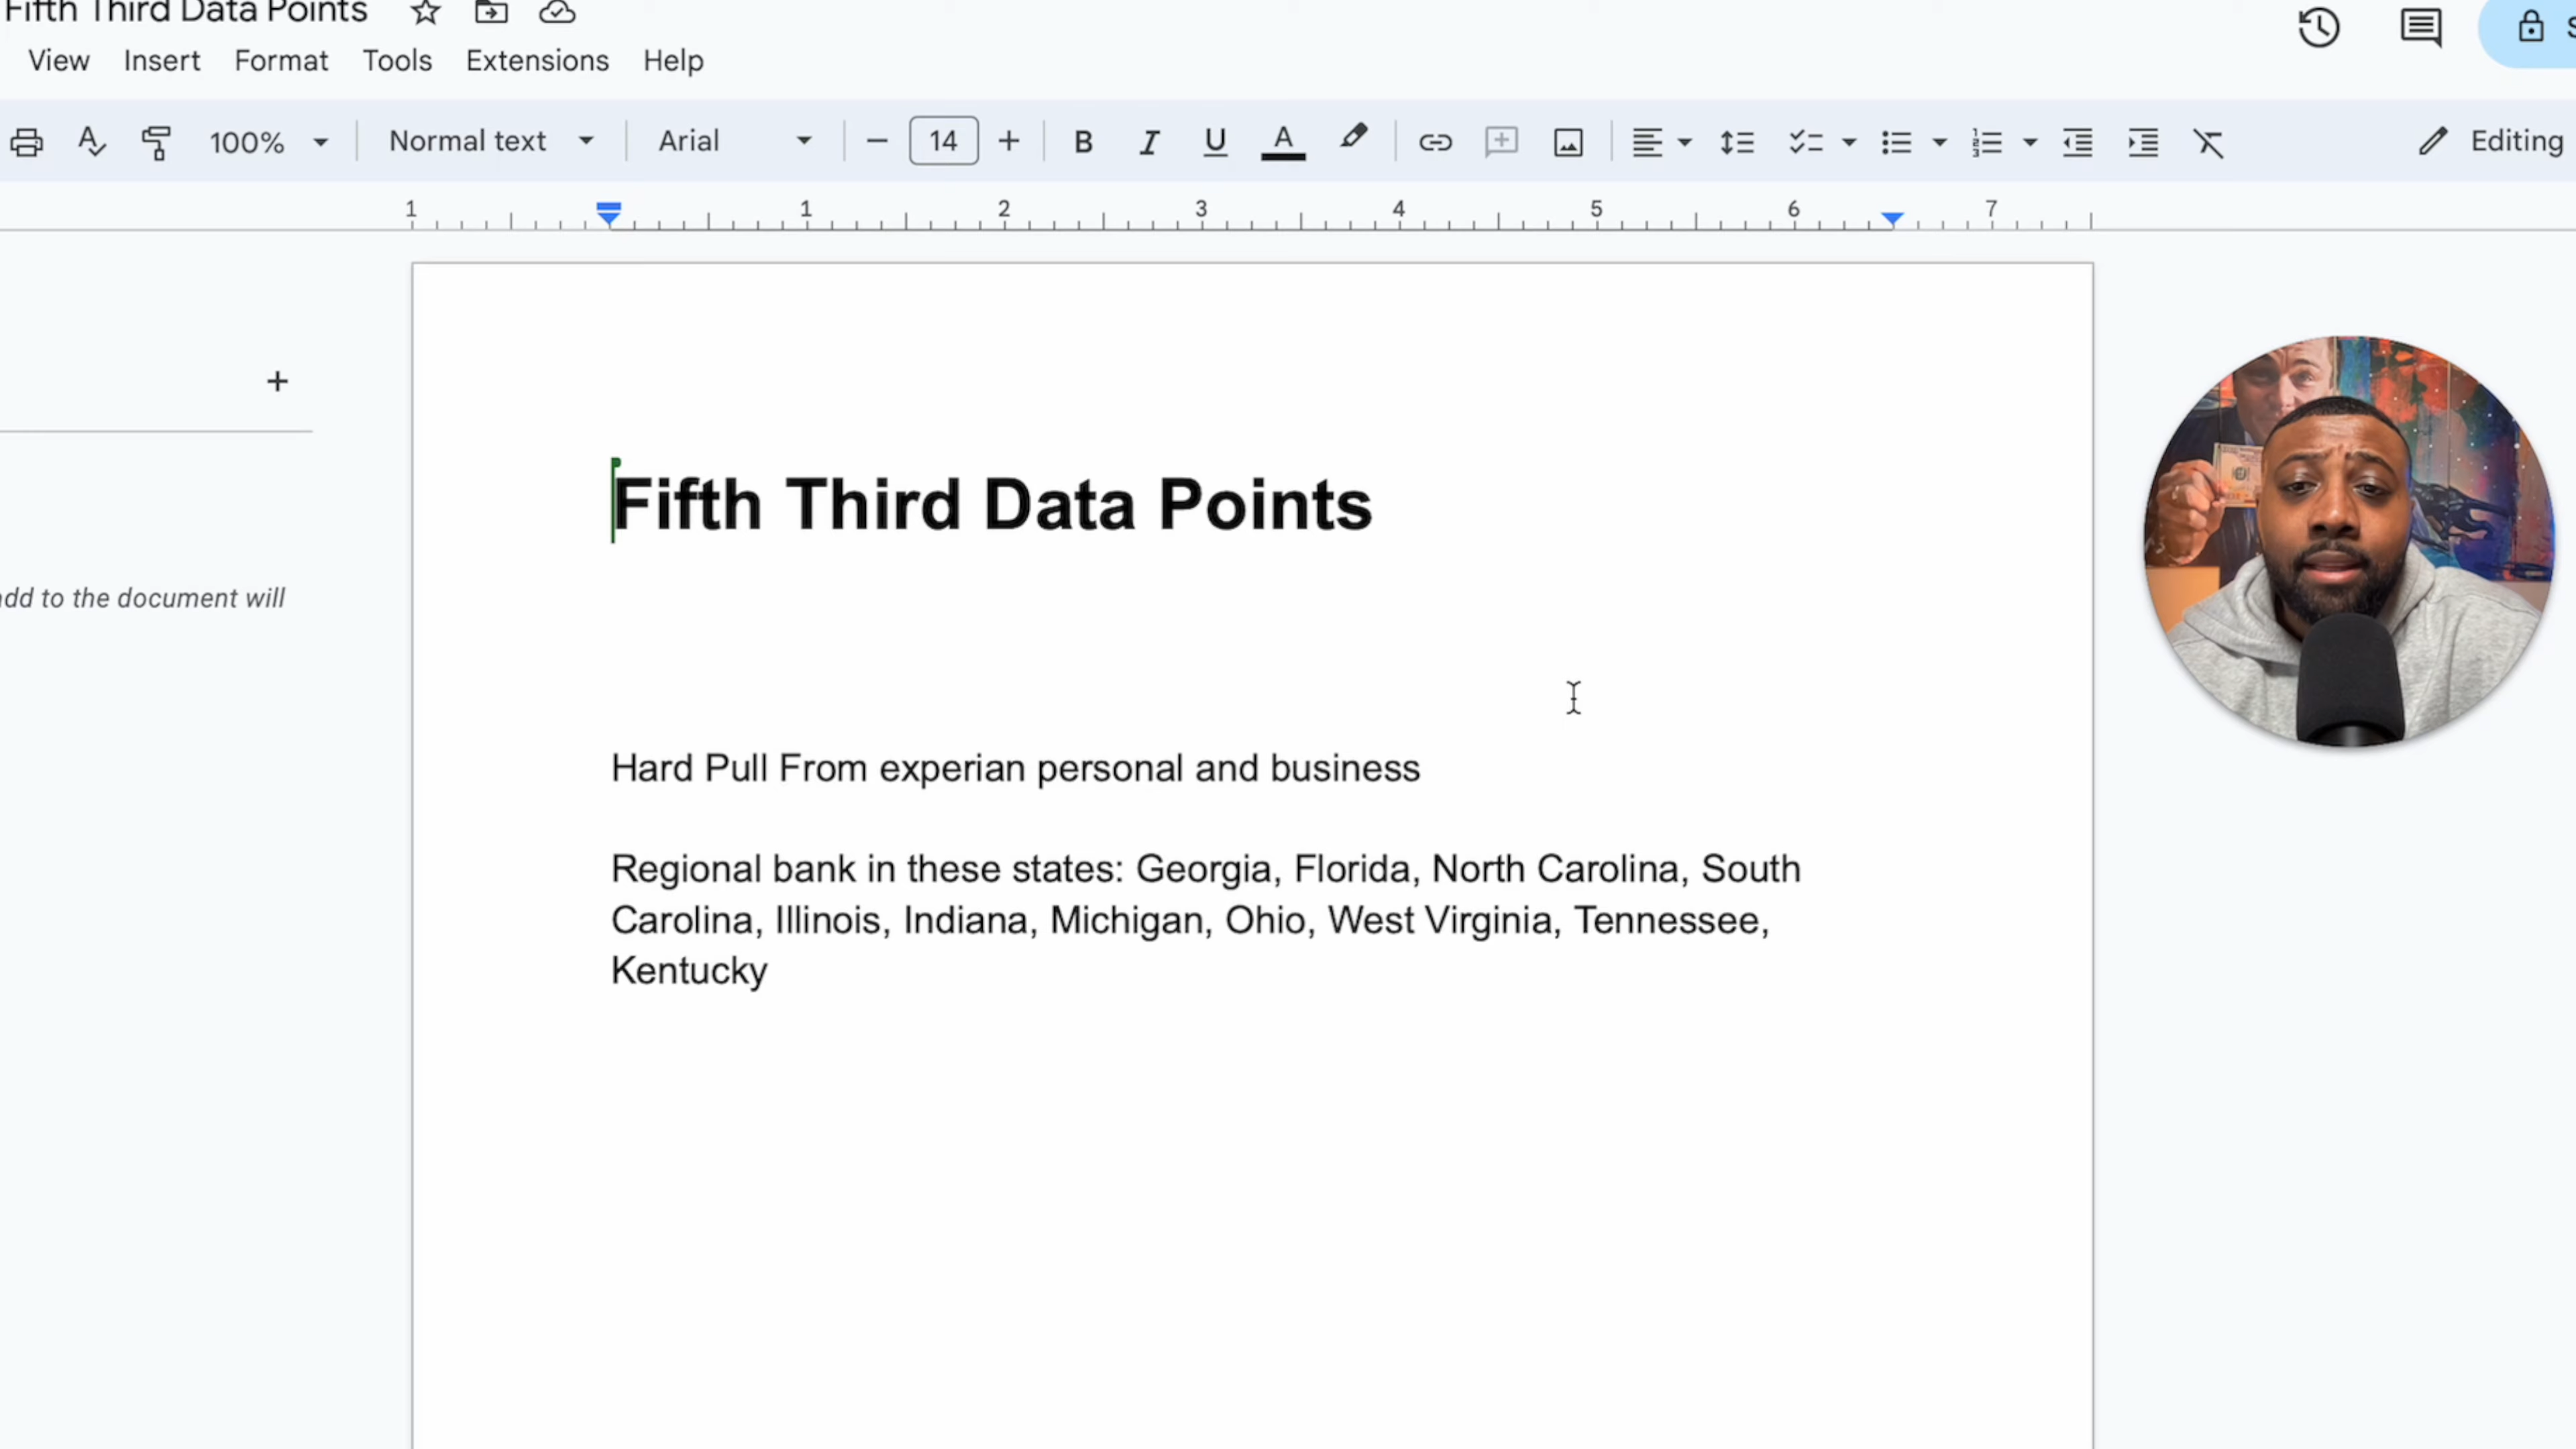 Fifth Third Data Points
View Insert Format Tools Extensions Help
100% Normal text Arial 14 B I U A Editing
1 1 2 3 4 5 6 7
Fifth Third Data Points
add to the document will
Hard Pull From experian personal and business
Regional bank in these states: Georgia, Florida, North Carolina, South
Carolina, Illinois, Indiana, Michigan, Ohio, West Virginia, Tennessee,
Kentucky